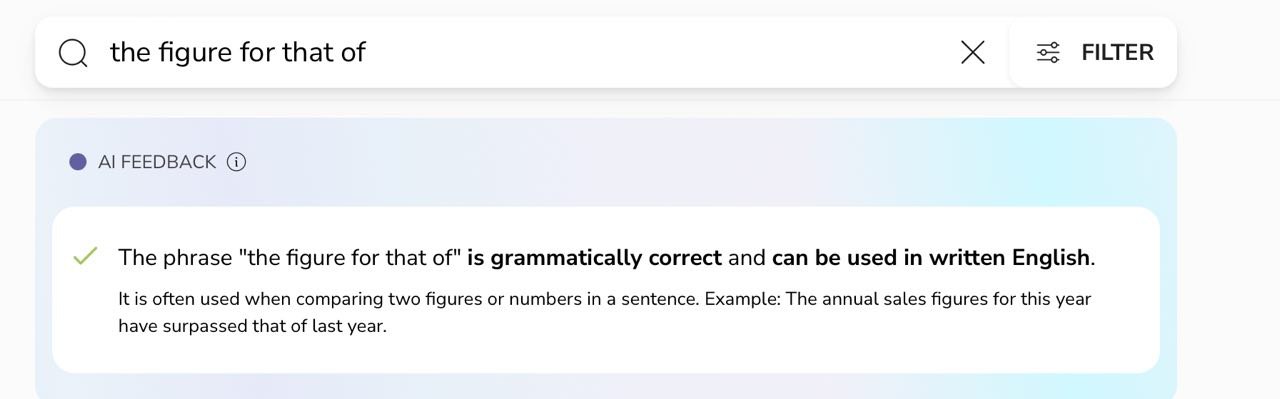 the figure for that of
FILTER
AI FEEDBACK
The phrase "the figure for that of" is grammatically correct and can be used in written English.
It is often used when comparing two figures or numbers in a sentence. Example: The annual sales figures for this year
have surpassed that of last year.